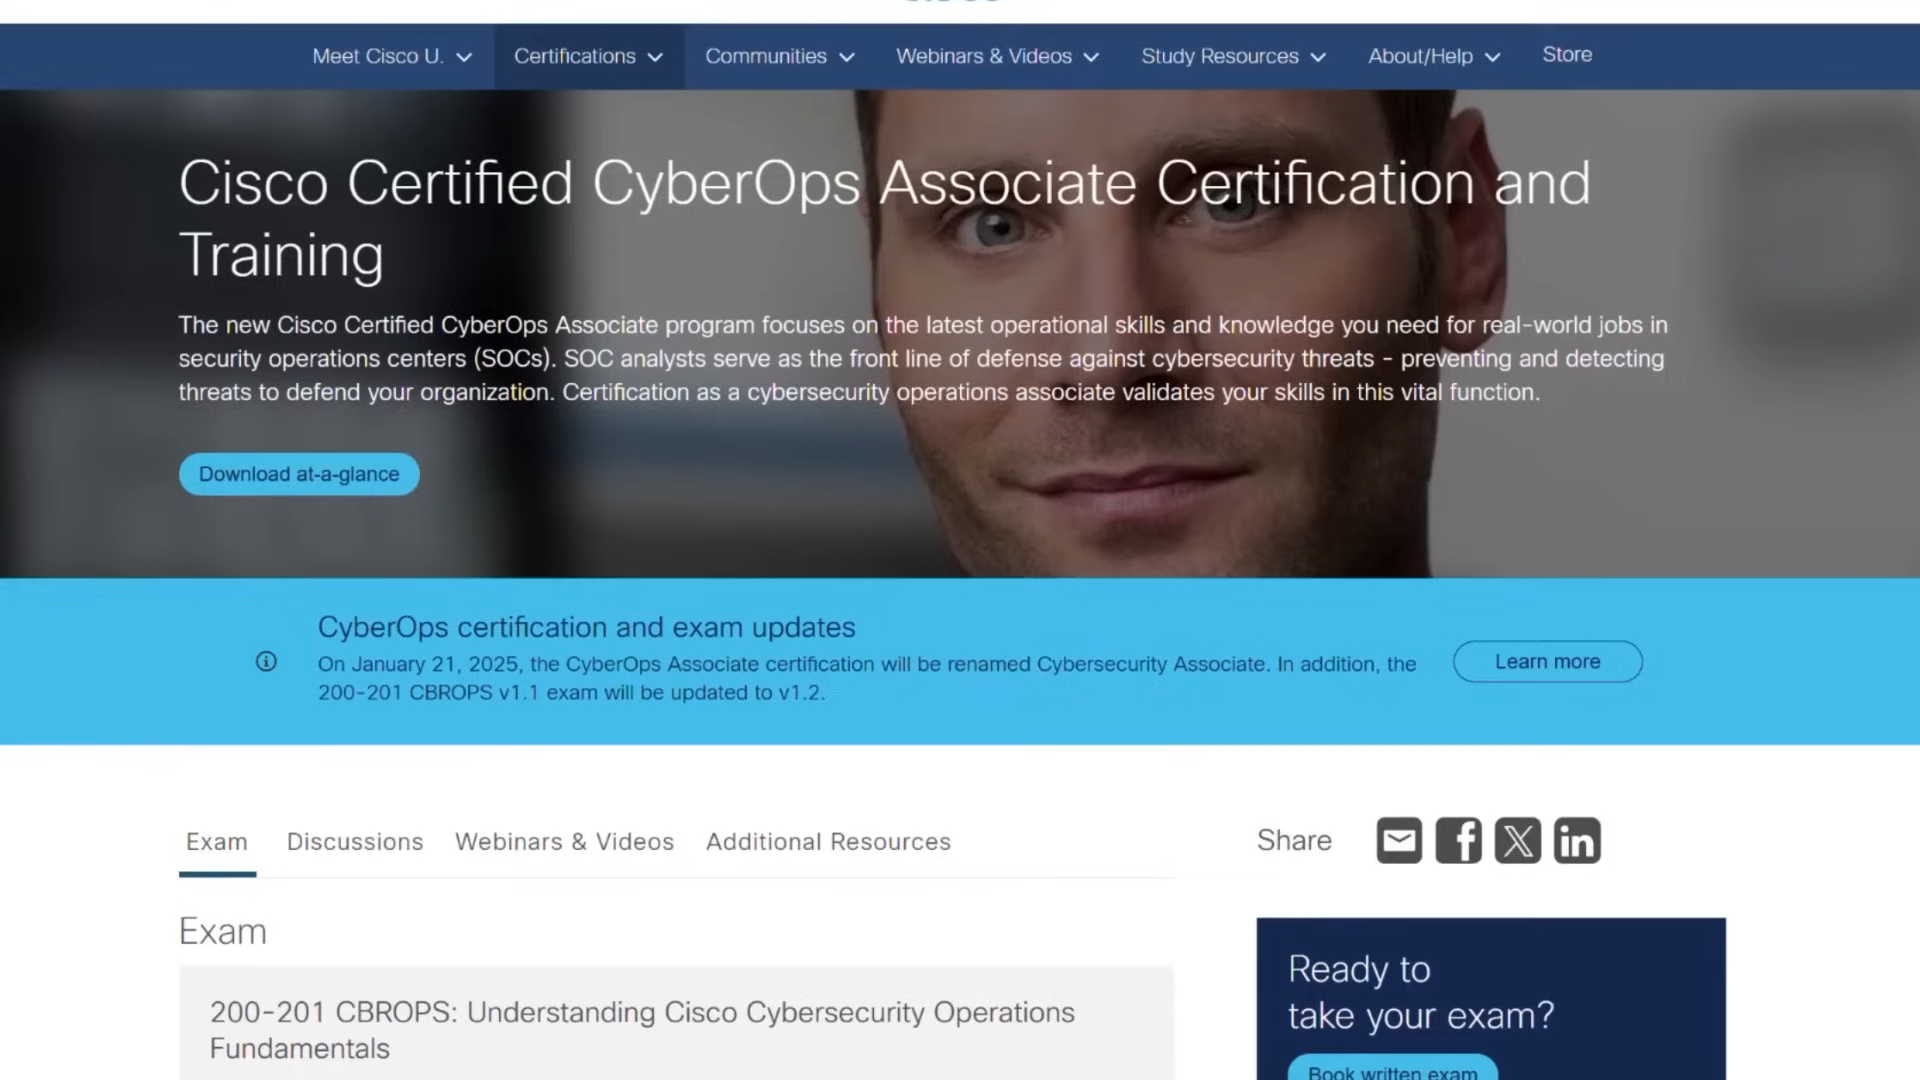 Meet Cisco U.
Certifications
Communities
Webinars & Videos
Study Resources
About/Help
Store
Cisco Certified CyberOps Associate Certification and
Training
The new Cisco Certified CyberOps Associate program focuses on the latest operational skills and knowledge you need for real-world jobs in
security operations centers (SOCs). SOC analysts serve as the front line of defense against cybersecurity threats - preventing and detecting
threats to defend your organization. Certification as a cybersecurity operations associate validates your skills in this vital function.
Download at-a-glance
CyberOps certification and exam updates
On January 21, 2025, the CyberOps Associate certification will be renamed Cybersecurity Associate. In addition, the
200-201 CBROPS v1.1 exam will be updated to v1.2.
Learn more
Exam
Discussions
Webinars & Videos
Additional Resources
Share
Exam
200-201 CBROPS: Understanding Cisco Cybersecurity Operations
Fundamentals
Ready to
take your exam?
Book written exam